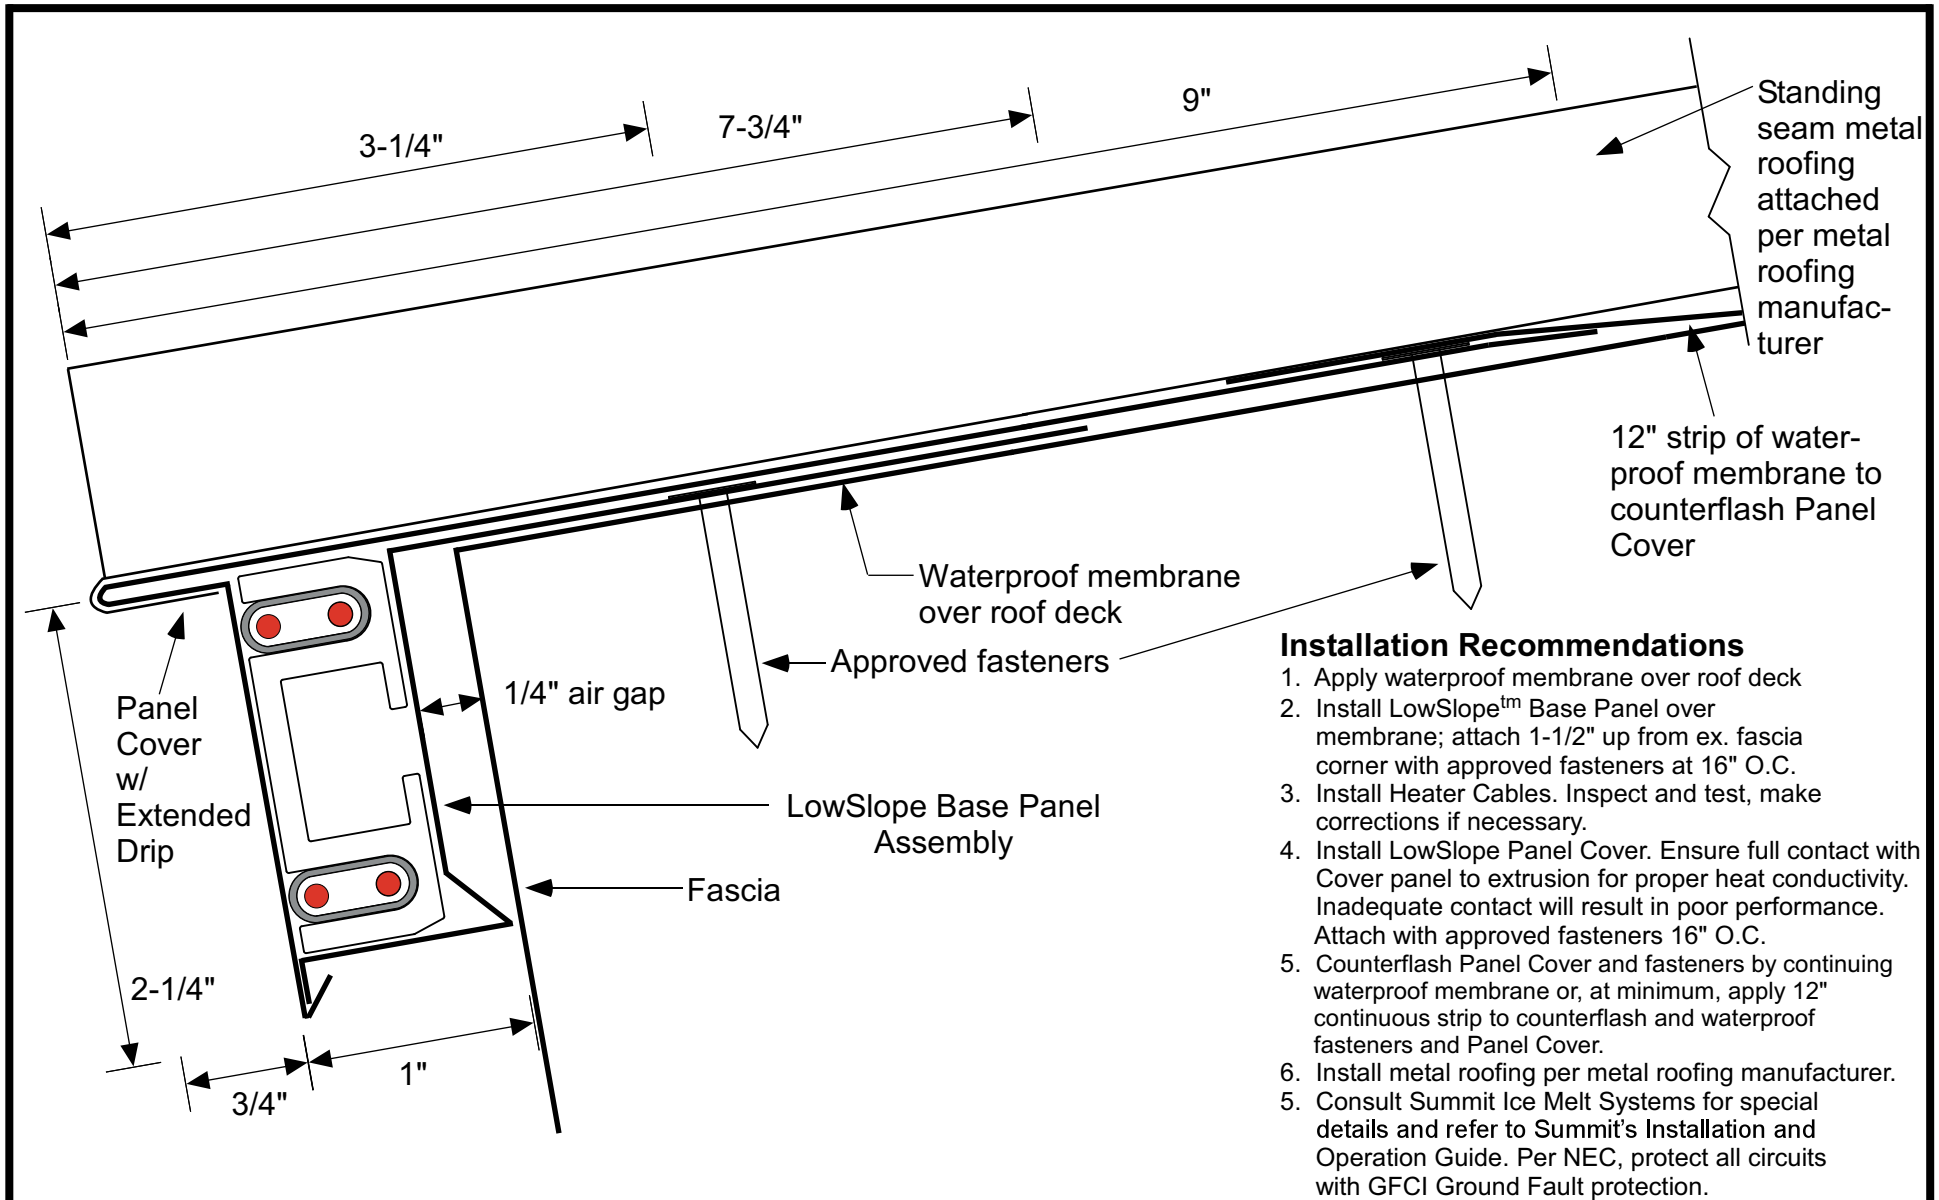 3-1/4"
7-3/4"
9"
Standing
seam metal
roofing
attached
per metal
roofing
manufac-
turer
12" strip of water-
proof membrane to
counterflash Panel
Cover
Waterproof membrane
over roof deck
Approved fasteners
1/4" air gap
Panel
Cover
w/
Extended
Drip
LowSlope Base Panel
Assembly
Fascia
2-1/4"
3/4"
1"
Installation Recommendations
1. Apply waterproof membrane over roof deck
2. Install LowSlopetm Base Panel over
membrane; attach 1-1/2" up from ex. fascia
corner with approved fasteners at 16" O.C.
3. Install Heater Cables. Inspect and test, make
corrections if necessary.
4. Install LowSlope Panel Cover. Ensure full contact with
Cover panel to extrusion for proper heat conductivity.
Inadequate contact will result in poor performance.
Attach with approved fasteners 16" O.C.
5. Counterflash Panel Cover and fasteners by continuing
waterproof membrane or, at minimum, apply 12"
continuous strip to counterflash and waterproof
fasteners and Panel Cover.
6. Install metal roofing per metal roofing manufacturer.
5. Consult Summit Ice Melt Systems for special
details and refer to Summit's Installation and
Operation Guide. Per NEC, protect all circuits
with GFCI Ground Fault protection.